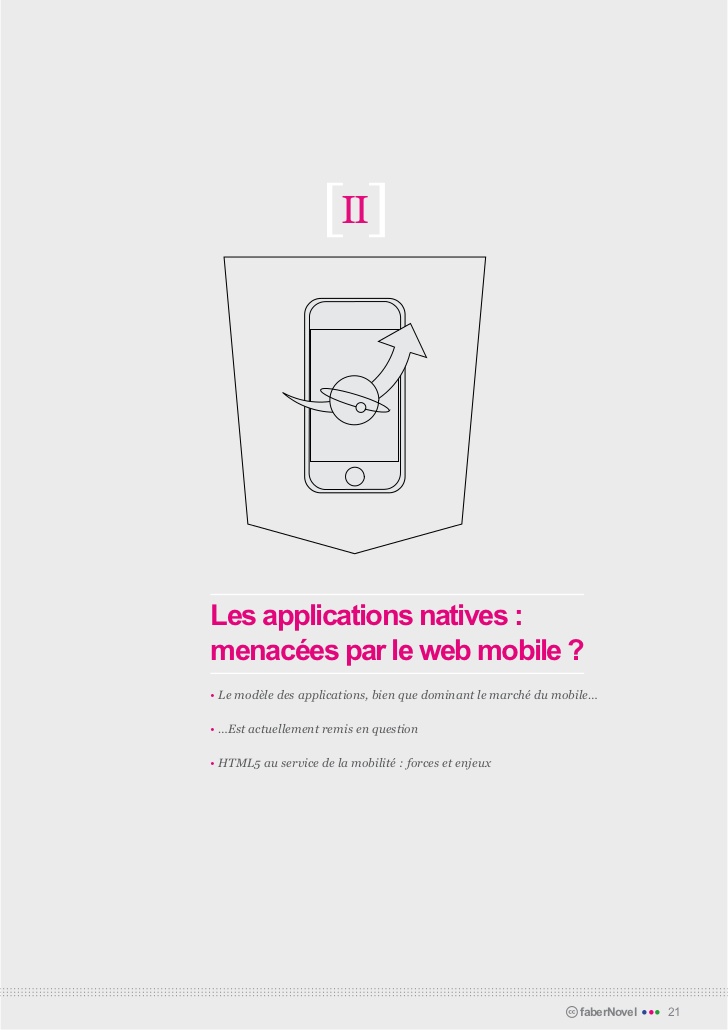 [II]
Les applications natives :
menacées par le web mobile ?
• Le modèle des applications, bien que dominant le marché du mobile...
• ...Est actuellement remis en question
• HTML5 au service de la mobilité : forces et enjeux
cc faberNovel ••• 21